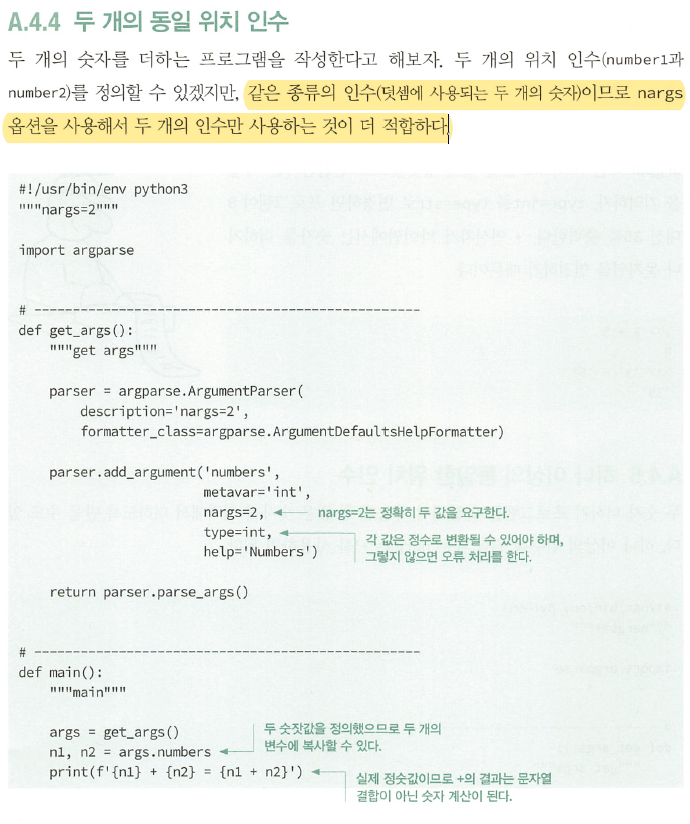 A.4.4 두 개의 동일 위치 인수
두 개의 숫자를 더하는 프로그램을 작성한다고 해보자. 두 개의 위치 인수(number1과
number2)를 정의할 수 있겠지만, 같은 종류의 인수(덧셈에 사용되는 두 개의 숫자)이므로 nargs
옵션을 사용해서 두 개의 인수만 사용하는 것이 더 적합하다.
#!/usr/bin/env python3
"""nargs=2"""
import argparse
# --------------------------------------------------
def get_args():
"""get args"""
parser = argparse.ArgumentParser(
description='nargs=2',
formatter_class=argparse.ArgumentDefaultsHelpFormatter)
parser.add_argument('numbers',
metavar='int',
nargs=2, nargs=2는 정확히 두 값을 요구한다.
type=int, 각 값은 정수로 변환될 수 있어야 하며,
그렇지 않으면 오류 처리를 한다.
help='Numbers')
return parser.parse_args()
# --------------------------------------------------
def main():
"""main"""
args = get_args() 두 숫잣값을 정의했으므로 두 개의
변수에 복사할 수 있다.
n1, n2 = args.numbers
print(f'{n1} + {n2} = {n1 + n2}') 실제 정숫값이므로 +의 결과는 문자열
결합이 아닌 숫자 계산이 된다.